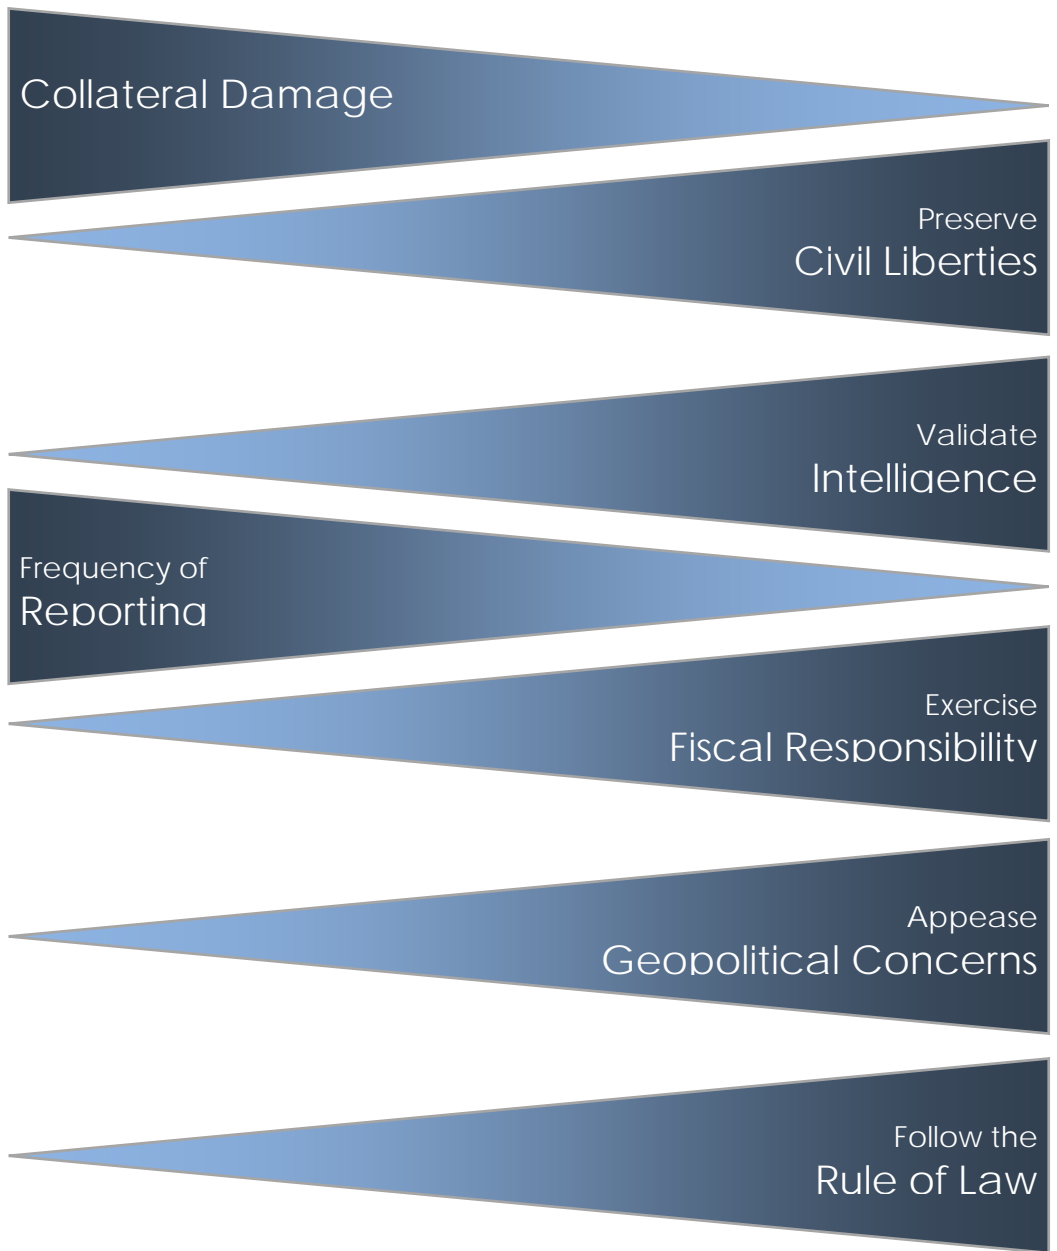 Collateral Damage
Preserve
Civil Liberties
Validate
Intelligence
Frequency of
Reporting
Exercise
Fiscal Responsibility
Appease
Geopolitical Concerns
Follow the
Rule of Law